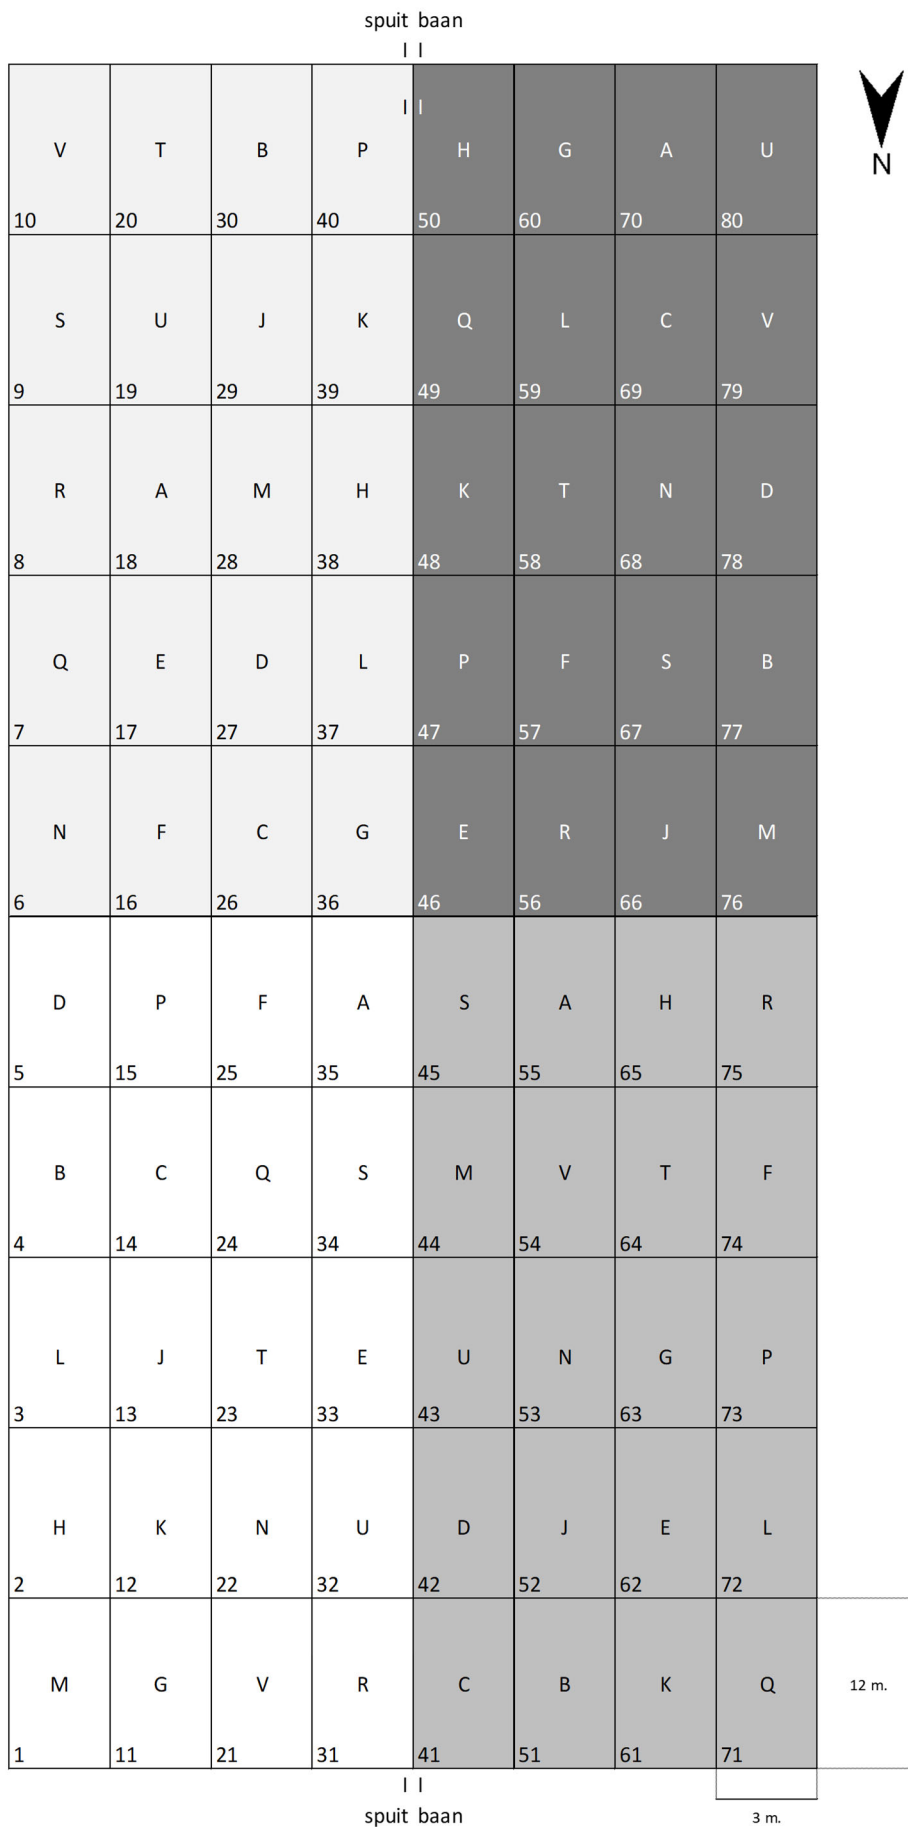 spuit baan
I I
I I
V T B P H G A U
N
10 20 30 40 50 60 70 80
S U J K Q L C V
9 19 29 39 49 59 69 79
R A M H K T N D
8 18 28 38 48 58 68 78
Q E D L P F S B
7 17 27 37 47 57 67 77
N F C G E R J M
6 16 26 36 46 56 66 76
D P F A S A H R
5 15 25 35 45 55 65 75
B C Q S M V T F
4 14 24 34 44 54 64 74
L J T E U N G P
3 13 23 33 43 53 63 73
H K N U D J E L
2 12 22 32 42 52 62 72
M G V R C B K Q
12 m.
1 11 21 31 41 51 61 71
I I
spuit baan
3 m.